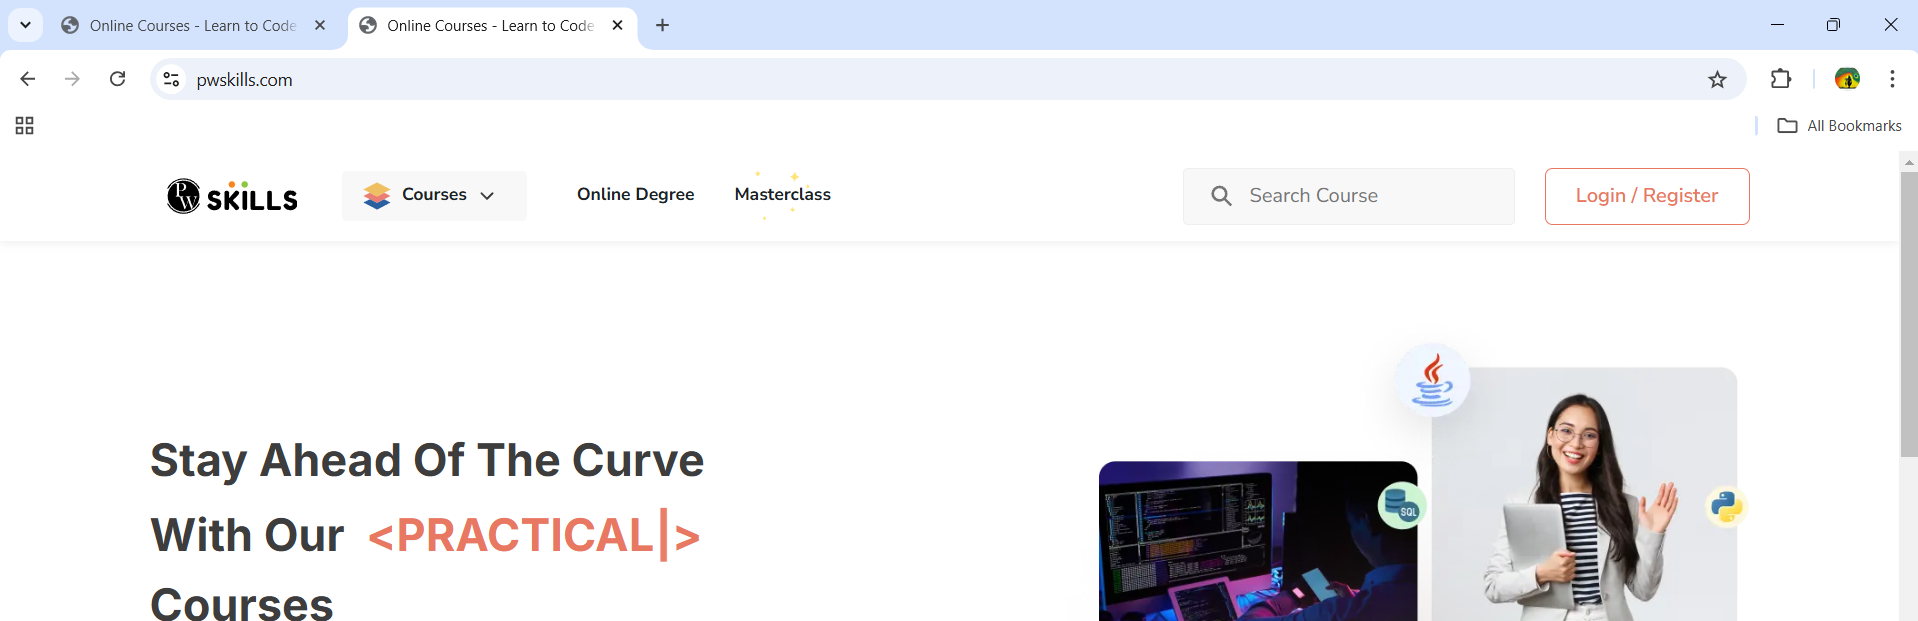 Online Courses - Learn to Code
Online Courses - Learn to Code
pwskills.com
All Bookmarks
PW SKILLS
Courses
Online Degree
Masterclass
Search Course
Login / Register
Stay Ahead Of The Curve
With Our <PRACTICAL|>
Courses
SQL